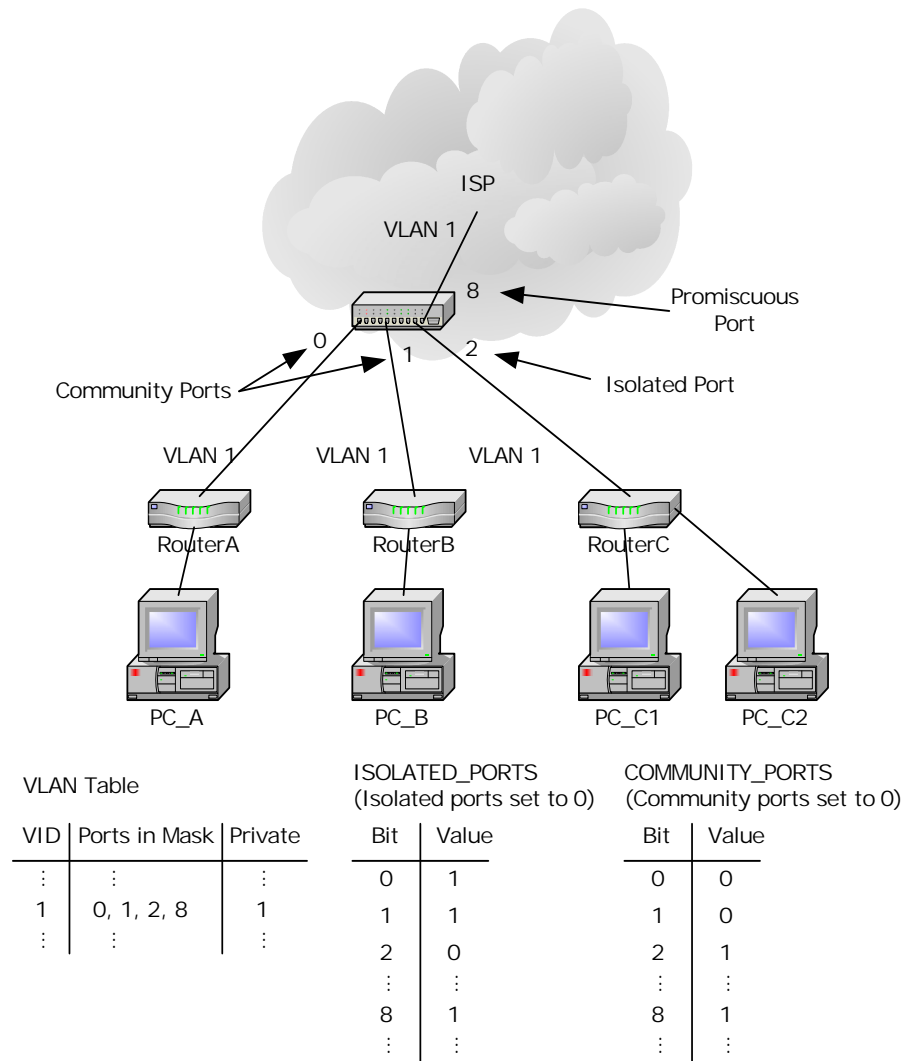 ISP
VLAN 1
8
Promiscuous
Port
0
1
2
Community Ports
Isolated Port
VLAN 1
VLAN 1
VLAN 1
RouterA
RouterB
RouterC
PC_A
PC_B
PC_C1
PC_C2
VLAN Table
VID Ports in Mask Private
⋮ ⋮ ⋮
1 0, 1, 2, 8 1
⋮ ⋮ ⋮
ISOLATED_PORTS
(Isolated ports set to 0)
Bit Value
0 1
1 1
2 0
⋮ ⋮
8 1
⋮ ⋮
COMMUNITY_PORTS
(Community ports set to 0)
Bit Value
0 0
1 0
2 1
⋮ ⋮
8 1
⋮ ⋮